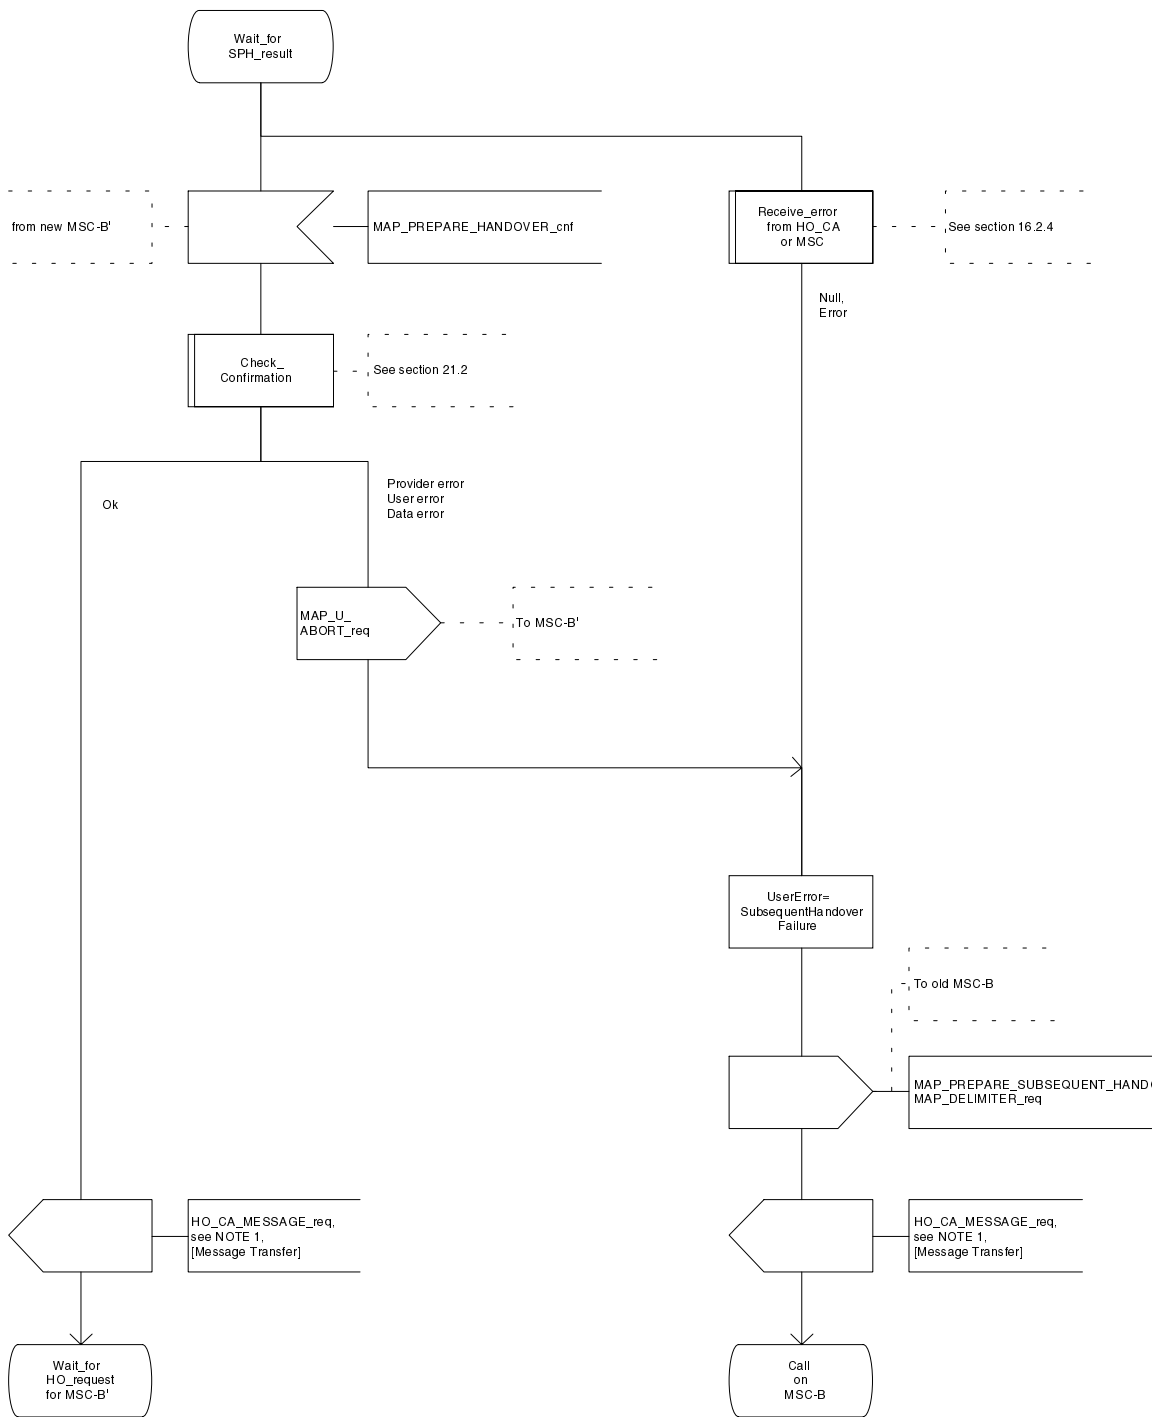 Wait_for
SPH_result
from new MSC-B'
MAP_PREPARE_HANDOVER_cnf
Receive_error
from HO_CA
or MSC
See section 16.2.4
Null,
Error
Check_
Confirmation
See section 21.2
Ok
Provider error
User error
Data error
MAP_U_
ABORT_req
To MSC-B'
UserError=
SubsequentHandover
Failure
To old MSC-B
MAP_PREPARE_SUBSEQUENT_HAND
MAP_DELIMITER_req
HO_CA_MESSAGE_req,
see NOTE 1,
[Message Transfer]
HO_CA_MESSAGE_req,
see NOTE 1,
[Message Transfer]
Wait_for
HO_request
for MSC-B'
Call
on
MSC-B